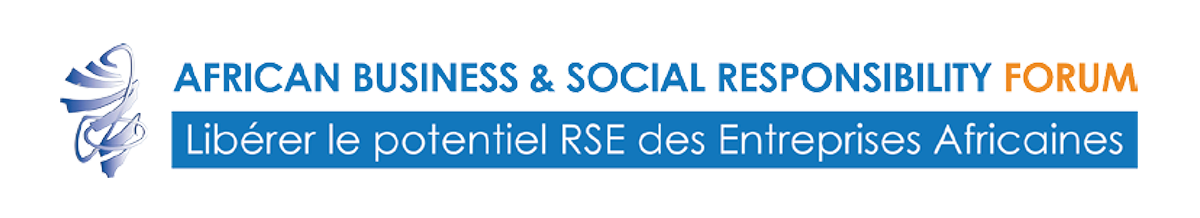 AFRICAN BUSINESS & SOCIAL RESPONSIBILITY FORUM
Libérer le potentiel RSE des Entreprises Africaines